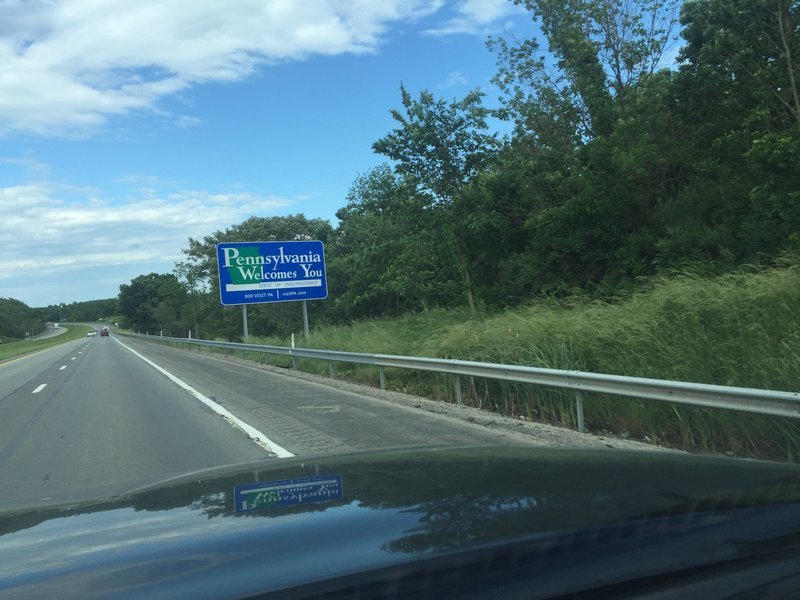 Pennsylvania
Welcomes You
STATE OF INDEPENDENCE
800 VISIT PA | visitPA.com